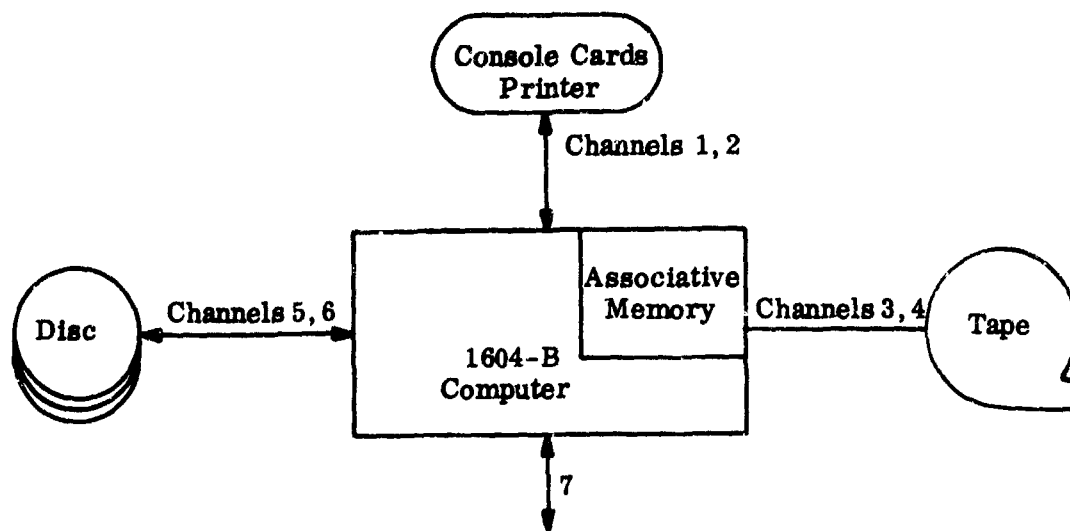 Console Cards
Printer
Channels 1, 2
Associative
Memory
Channels 5, 6
Channels 3, 4
Disc
Tape
1604-B
Computer
7